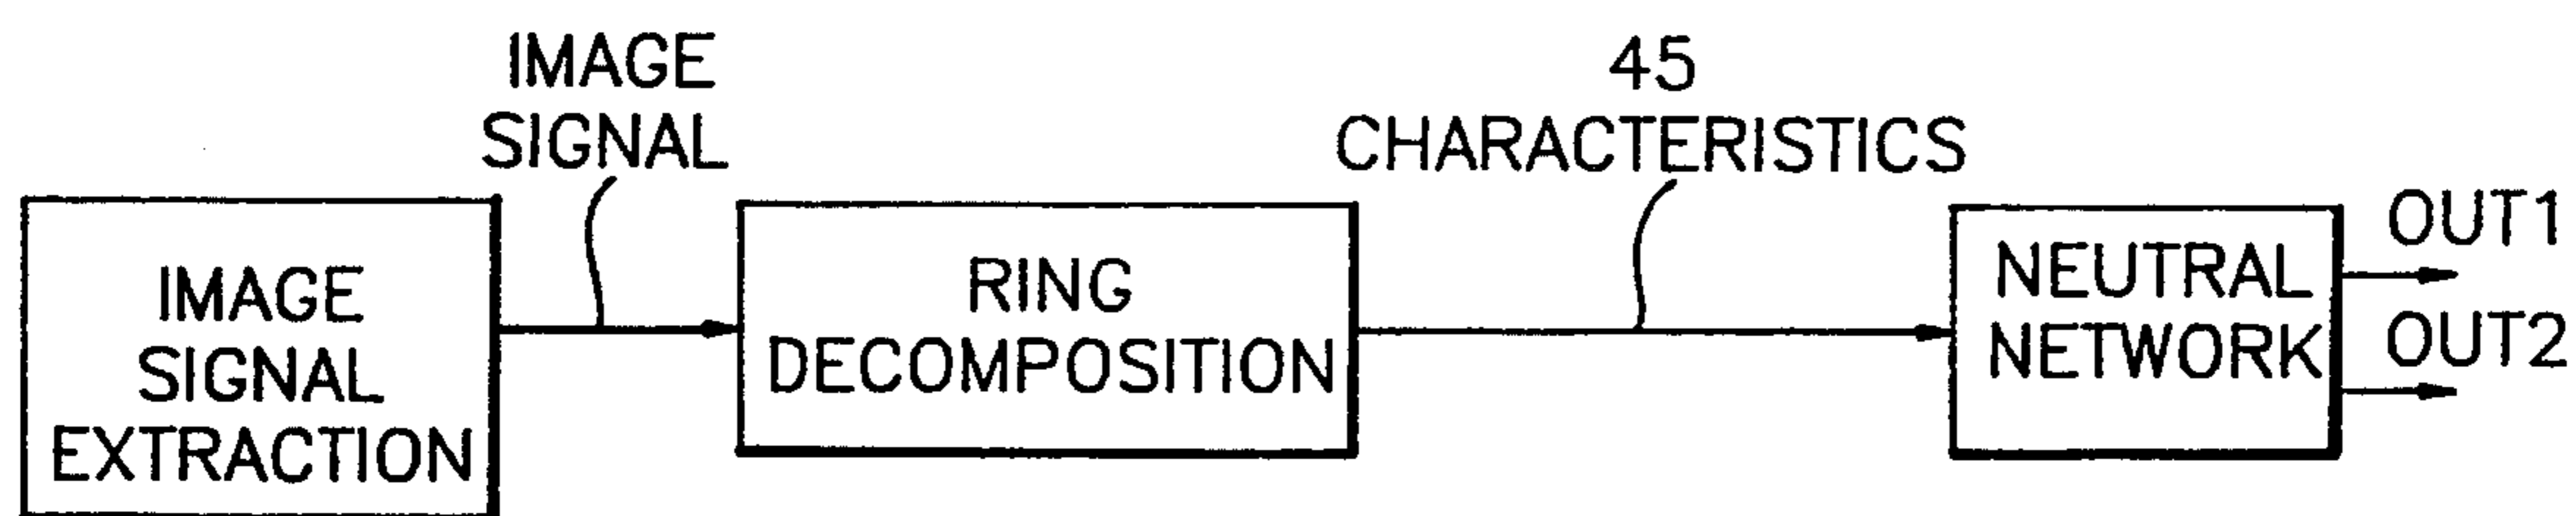 IMAGE
SIGNAL
45
CHARACTERISTICS
IMAGE
SIGNAL
EXTRACTION
RING
DECOMPOSITION
NEUTRAL
NETWORK
OUT1
OUT2